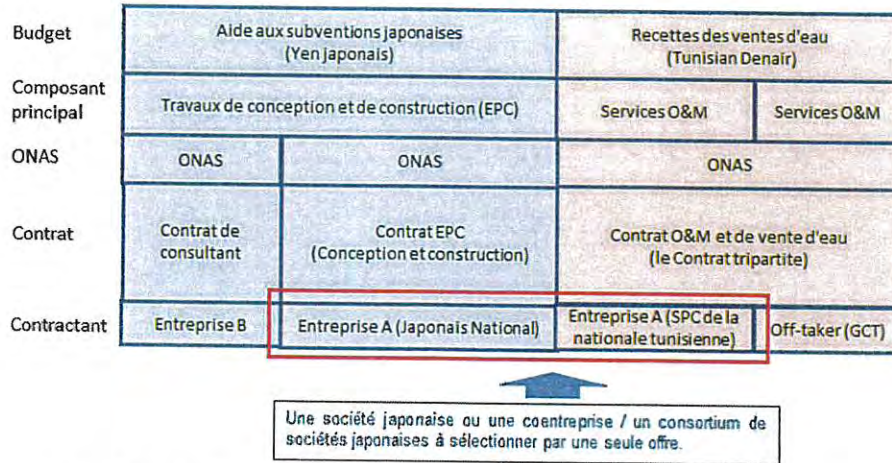 Budget
Aide aux subventions japonaises
(Yen japonais)
Recettes des ventes d'eau
(Tunisian Denair)
Composant
principal
Travaux de conception et de construction (EPC)
Services O&M
Services O&M
ONAS
ONAS
ONAS
ONAS
Contrat
Contrat de
consultant
Contrat EPC
(Conception et construction)
Contrat O&M et de vente d'eau
(le Contrat tripartite)
Contractant
Entreprise B
Entreprise A (Japonais National)
Entreprise A (SPC de la
nationale tunisienne)
Off-taker (GCT)
Une société japonaise ou une coentreprise / un consortium de
sociétés japonaises à sélectionner par une seule offre.